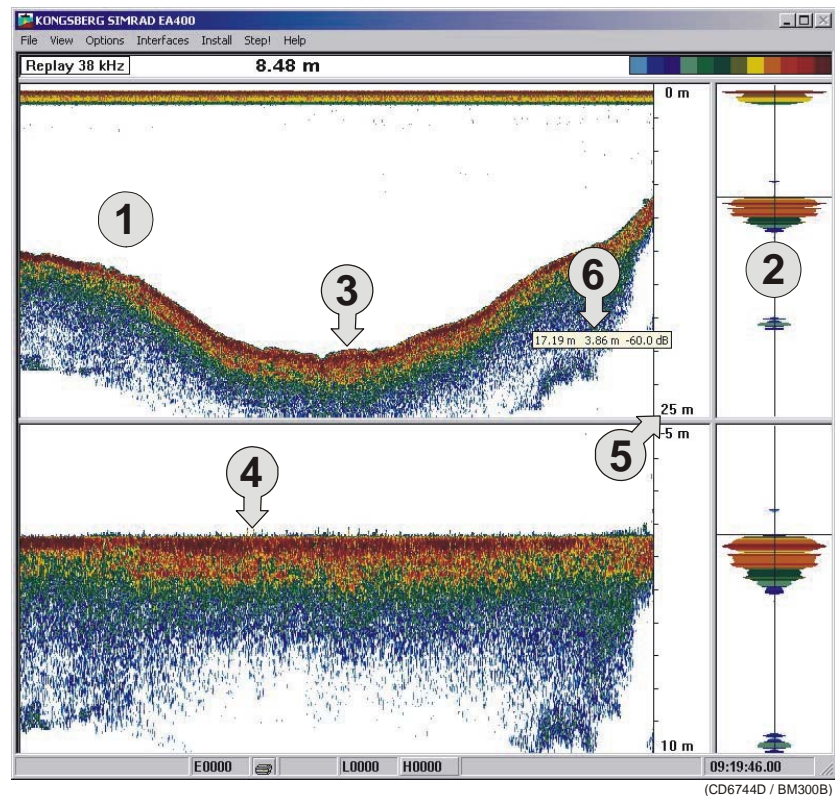 KONGSBERG SIMRAD EA400
File View Options Interfaces Install Step! Help
Replay 38 kHz 8.48 m
0 m
1
2
3
6
17.19 m 3.86 m -60.0 dB
25 m
-5 m
5
4
10 m
E0000 L0000 H0000 09:19:46.00
(CD6744D / BM300B)